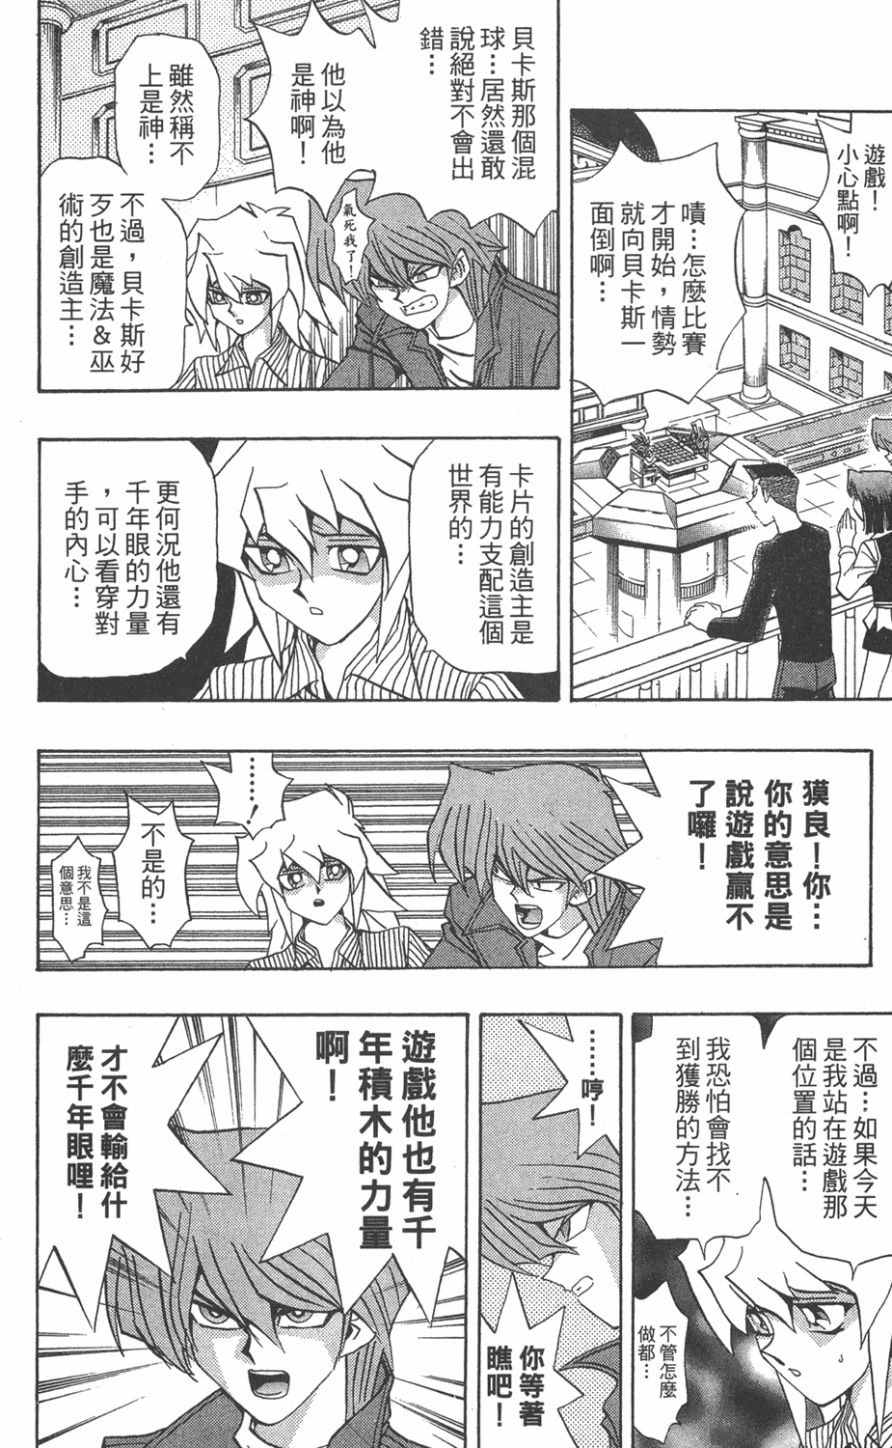 遊戲！
小心點啊！
嘖…怎麼比賽
才開始，情勢
就向貝卡斯一
面倒啊…
貝卡斯那個混
球…居然還敢
說絕對不會出
錯…
他以為他
是神啊！
氣死我了！
雖然稱不
上是神…
不過，貝卡斯好
歹也是魔法&巫
術的創造主…
卡片的創造主是
有能力支配這個
世界的…
更何況他還有
千年眼的力量
，可以看穿對
手的內心…
獏良！你…
你的意思是
說遊戲贏不
了囉！
……！
不是的…
我不是這
個意思…
不過…如果今天
是我站在遊戲那
個位置的話…
我恐怕會找不
到獲勝的方法…
不管怎麼
做都…
……哼！
你等著
瞧吧！
遊戲他也有千
年積木的力量
啊！
才不會輸給什
麼千年眼哩！